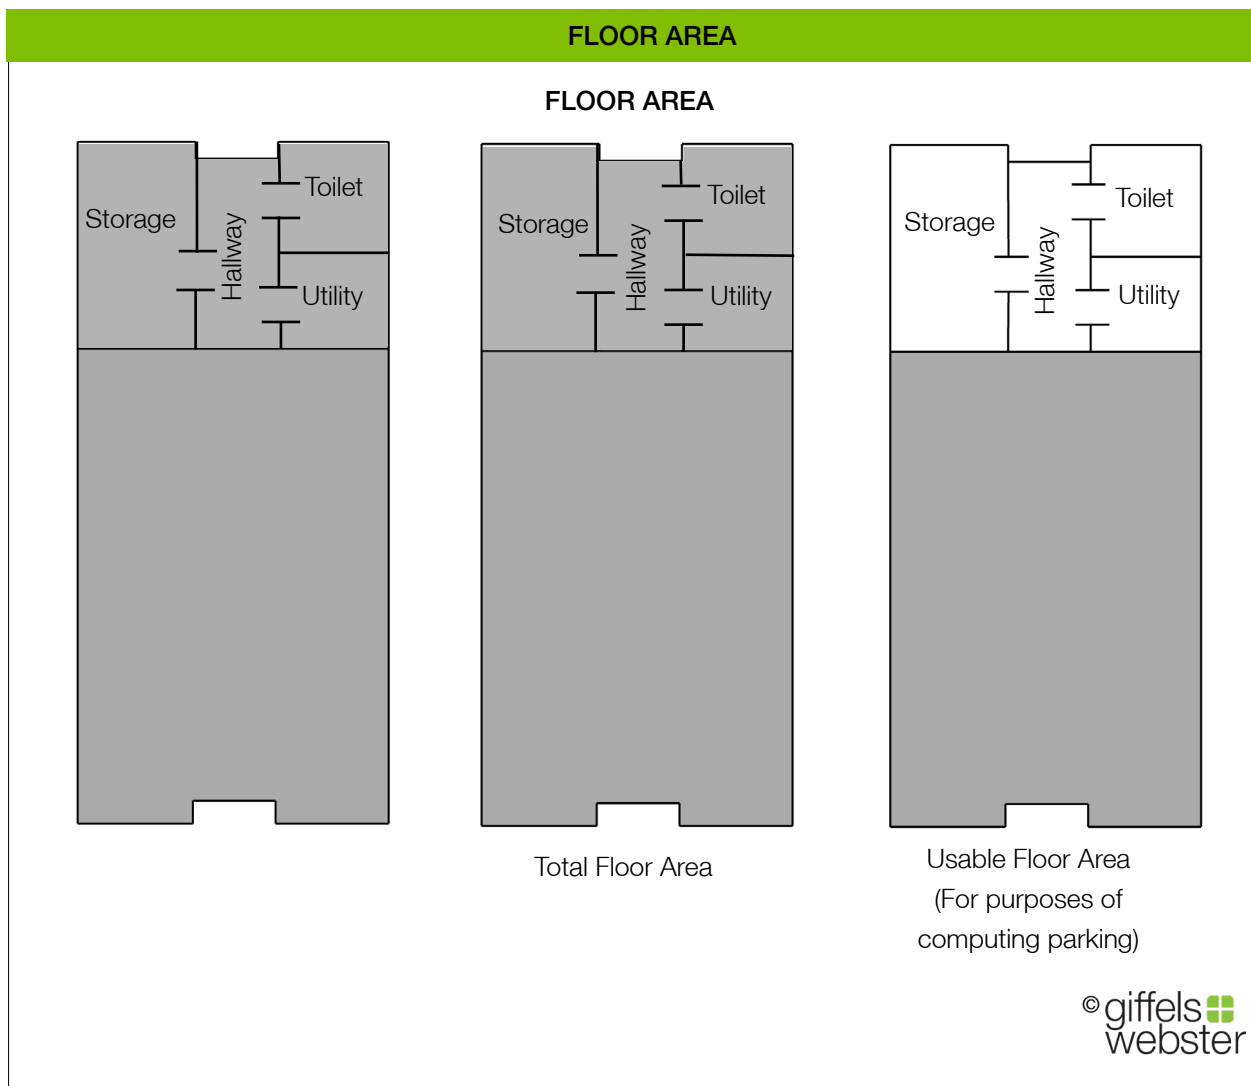 FLOOR AREA
FLOOR AREA
Storage
Hallway
Toilet
Utility
Storage
Hallway
Toilet
Utility
Storage
Hallway
Toilet
Utility
Total Floor Area
Usable Floor Area
(For purposes of
computing parking)
© giffels
webster